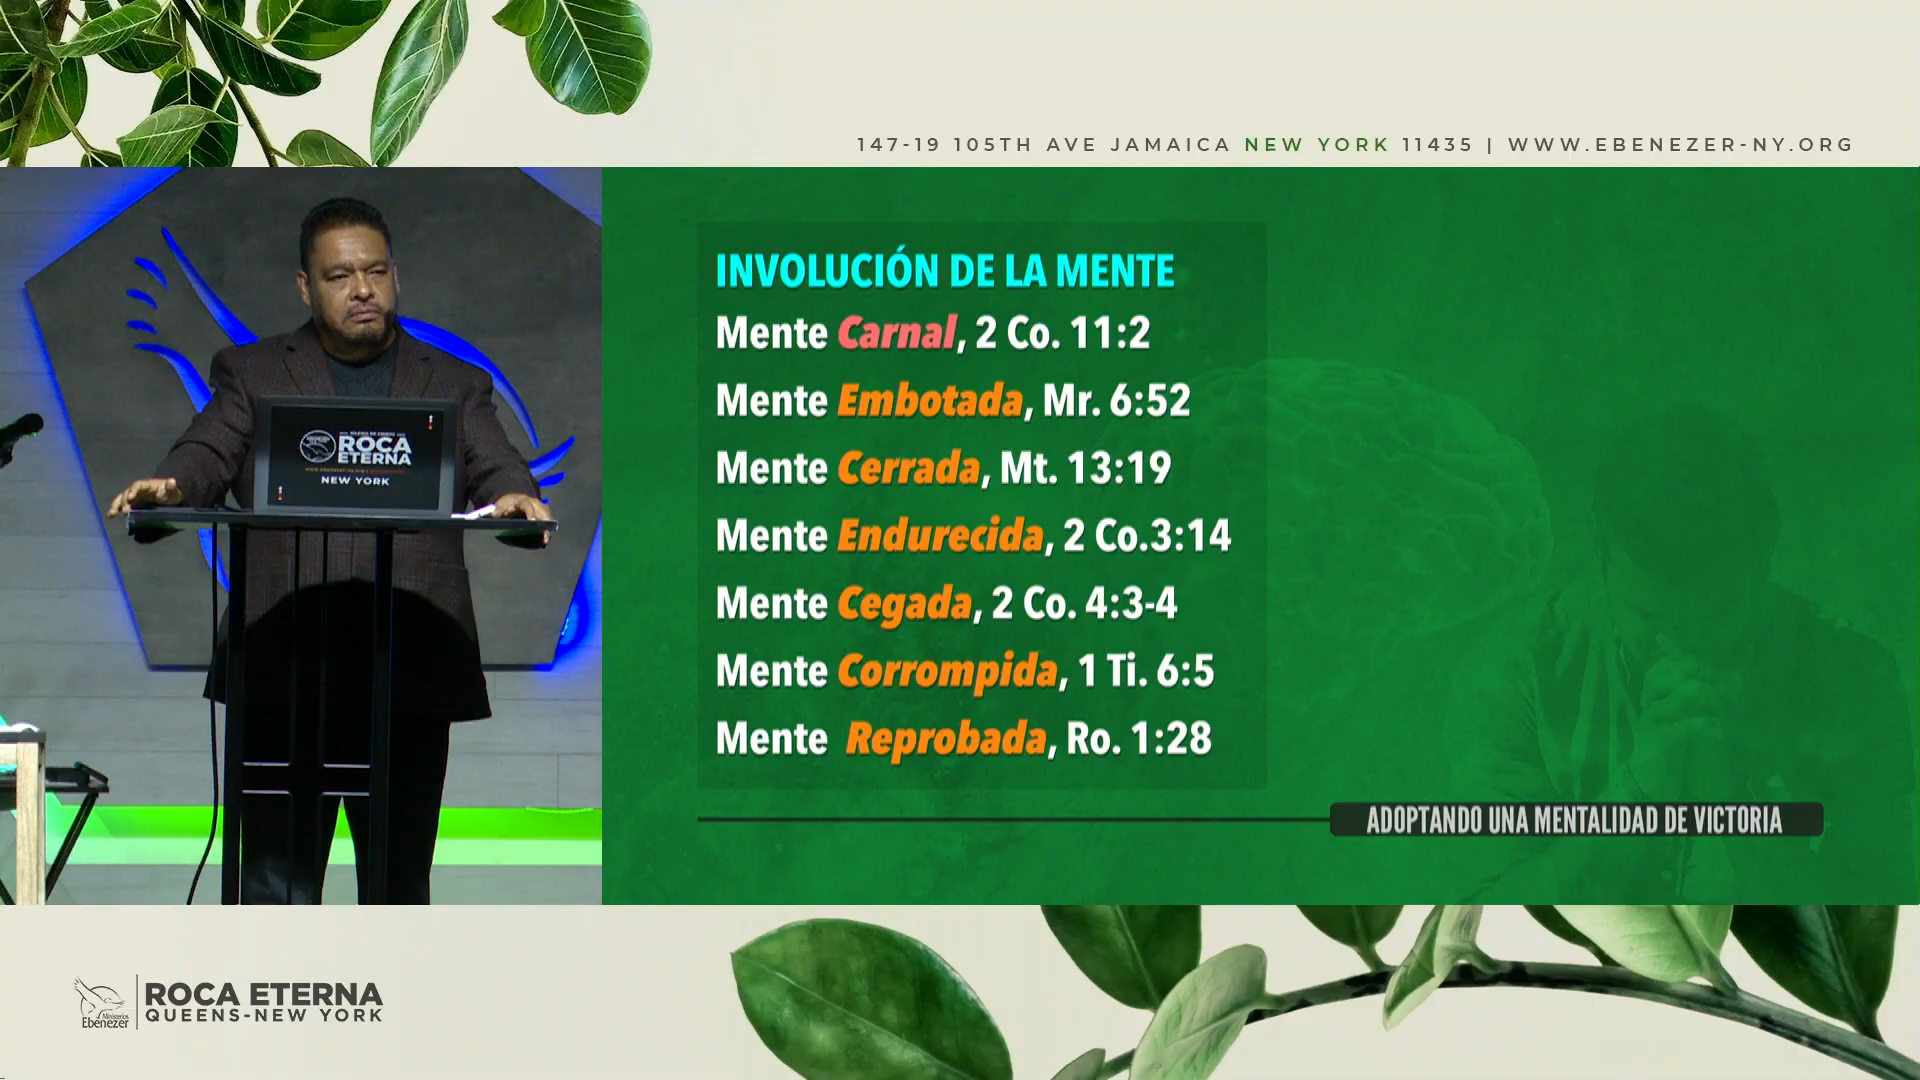 147-19 105TH AVE JAMAICA NEW YORK 11435 | WWW.EBENEZER-NY.ORG
INVOLUCIÓN DE LA MENTE
Mente Carnal, 2 Co. 11:2
Mente Embotada, Mr. 6:52
Mente Cerrada, Mt. 13:19
Mente Endurecida, 2 Co.3:14
Mente Cegada, 2 Co. 4:3-4
Mente Corrompida, 1 Ti. 6:5
Mente Reprobada, Ro. 1:28
ADOPTANDO UNA MENTALIDAD DE VICTORIA
ROCA
ETERNA
NEW YORK
Ministerios
Ebenezer
ROCA ETERNA
QUEENS-NEW YORK